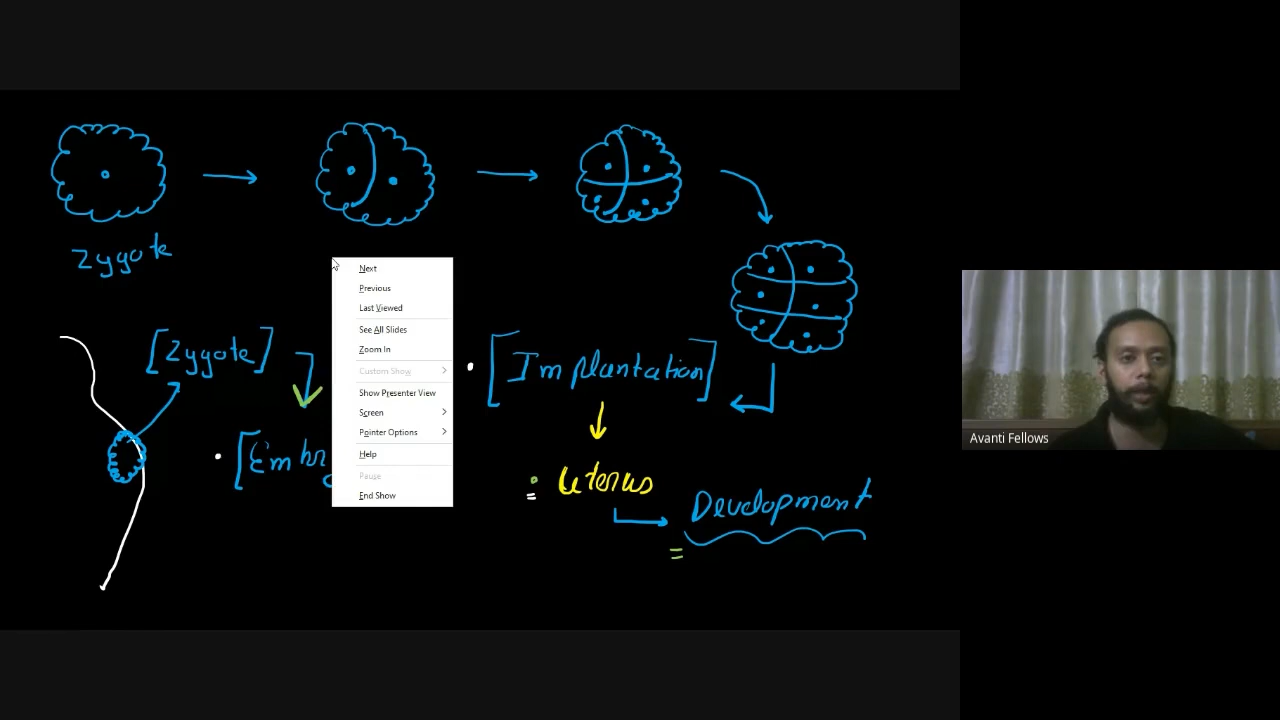 Zygote
[Zygote]
[Implantation]
Uterus
Development
Next
Previous
Last Viewed
See All Slides
Zoom In
Custom Show
Show Presenter View
Screen
Pointer Options
Help
Pause
End Show
Avanti Fellows